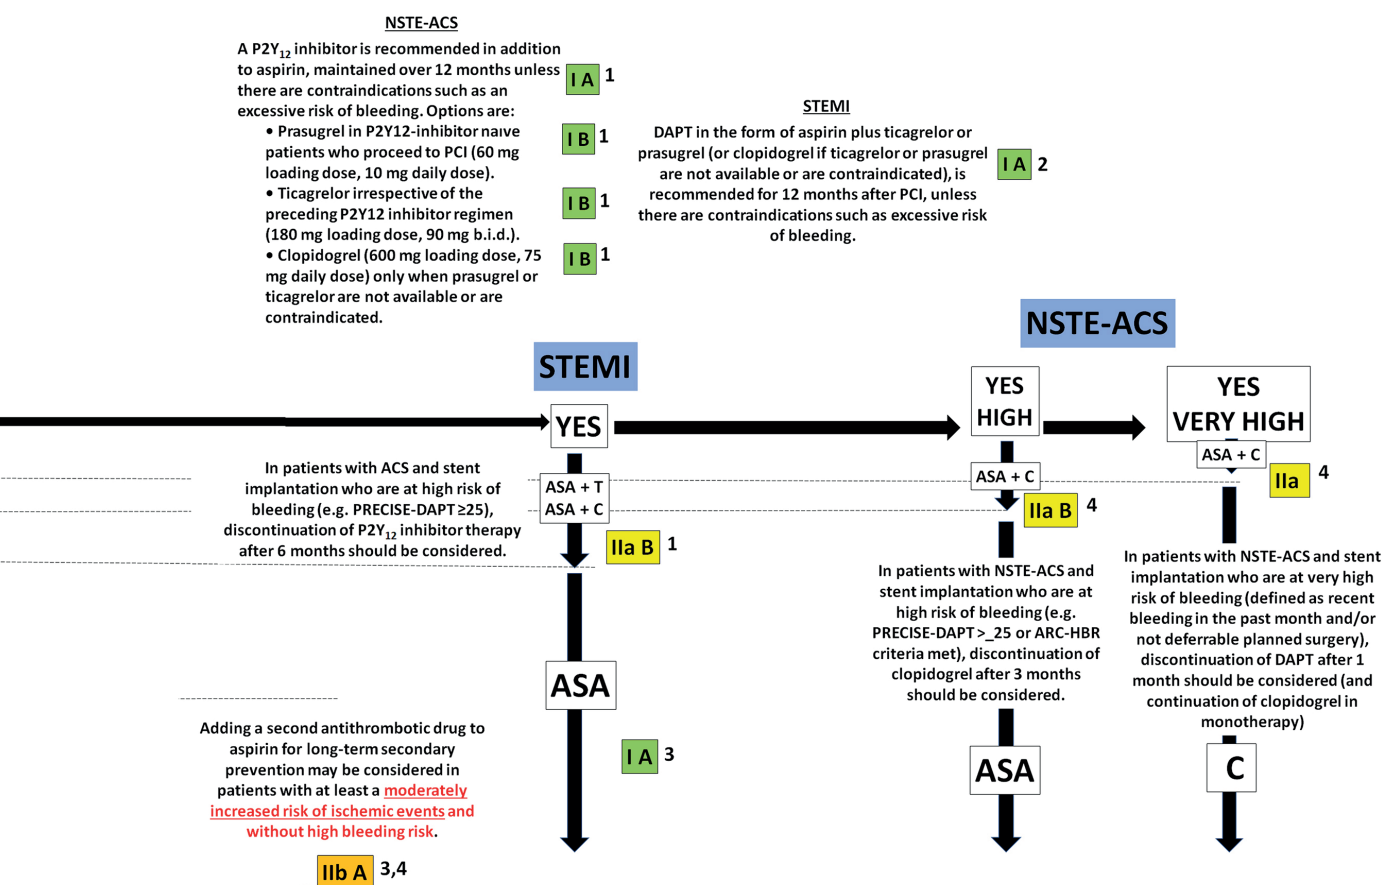 NSTE-ACS
A P2Y12 inhibitor is recommended in addition
to aspirin, maintained over 12 months unless
there are contraindications such as an
excessive risk of bleeding. Options are:
I A 1
• Prasugrel in P2Y12-inhibitor naıve
patients who proceed to PCI (60 mg
loading dose, 10 mg daily dose).
I B 1
• Ticagrelor irrespective of the
preceding P2Y12 inhibitor regimen
(180 mg loading dose, 90 mg b.i.d.).
I B 1
• Clopidogrel (600 mg loading dose, 75
mg daily dose) only when prasugrel or
ticagrelor are not available or are
contraindicated.
I B 1
STEMI
DAPT in the form of aspirin plus ticagrelor or
prasugrel (or clopidogrel if ticagrelor or prasugrel
are not available or are contraindicated), is
recommended for 12 months after PCI, unless
there are contraindications such as excessive risk
of bleeding.
I A 2
STEMI
YES
In patients with ACS and stent
implantation who are at high risk of
bleeding (e.g. PRECISE-DAPT ≥25),
discontinuation of P2Y12 inhibitor therapy
after 6 months should be considered.
ASA + T
ASA + C
IIa B 1
ASA
I A 3
Adding a second antithrombotic drug to
aspirin for long-term secondary
prevention may be considered in
patients with at least a moderately
increased risk of ischemic events and
without high bleeding risk.
IIb A 3,4
NSTE-ACS
YES
HIGH
ASA + C
IIa B 4
In patients with NSTE-ACS and
stent implantation who are at
high risk of bleeding (e.g.
PRECISE-DAPT >_25 or ARC-HBR
criteria met), discontinuation of
clopidogrel after 3 months
should be considered.
ASA
YES
VERY HIGH
ASA + C
IIa 4
In patients with NSTE-ACS and stent
implantation who are at very high
risk of bleeding (defined as recent
bleeding in the past month and/or
not deferrable planned surgery),
discontinuation of DAPT after 1
month should be considered (and
continuation of clopidogrel in
monotherapy)
C